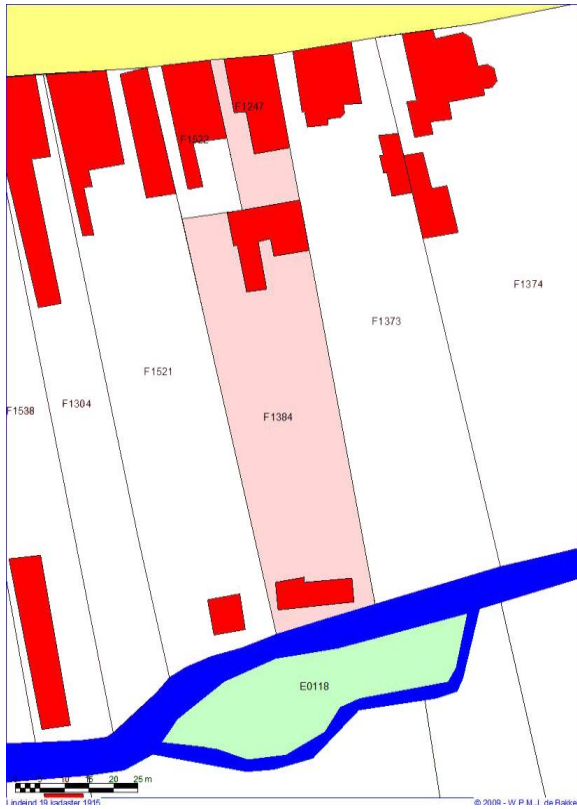 F1247
F1522
F1374
F1373
F1521
F1304
F1538
F1384
E0118
5 10 15 20 25 m
Lindeind 19 kadaster 1915
© 2009 - W.P.M.J. de Bakker